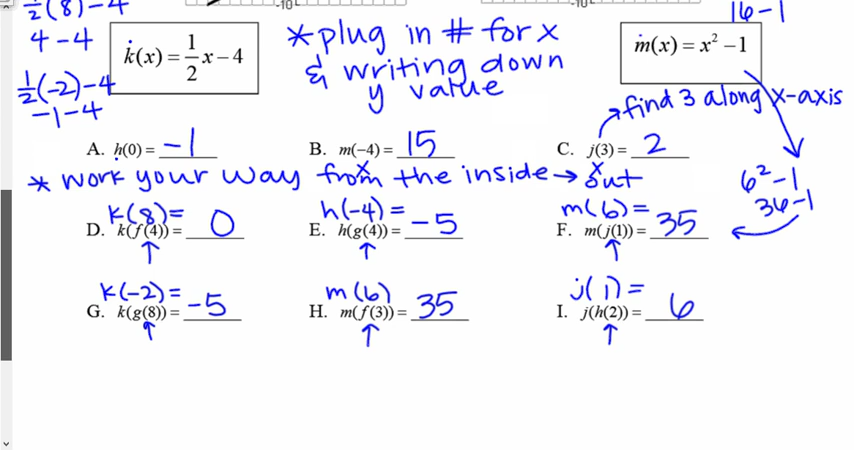 ½(8)-4
-10
-10
16-1
4-4
½(-2)-4
-1-4
k(x) = 1/2 x - 4
*plug in # for x
& writing down
y value
m(x) = x² - 1
find 3 along x-axis
A. h(0) = -1
B. m(-4) = 15
C. j(3) = 2
x
x
* work your way from the inside → out
6²-1
36-1
k(8)=
h(-4)=
m(6)=
D. k(f(4)) = 0
E. h(g(4)) = -5
F. m(j(1)) = 35
k(-2)=
m(6)
j(1)=
G. k(g(8)) = -5
H. m(f(3)) = 35
I. j(h(2)) = 6